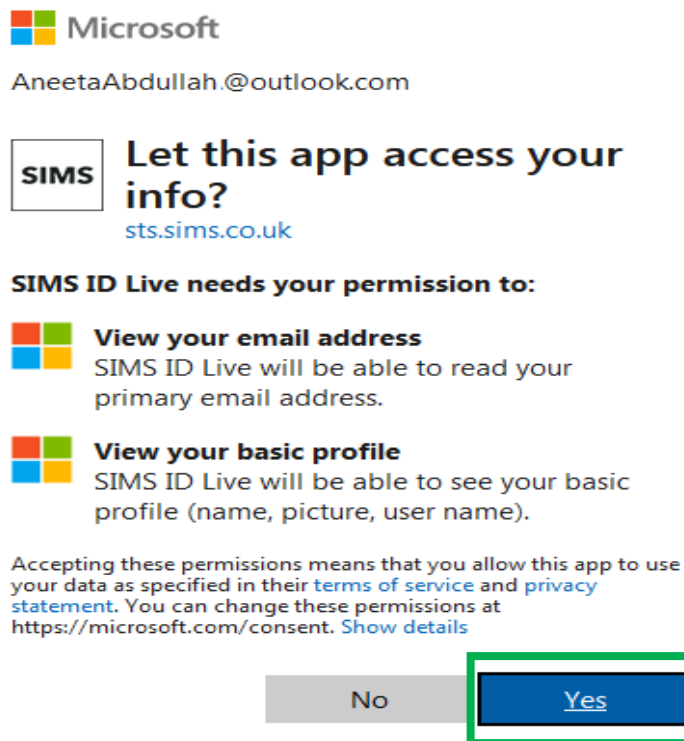 Microsoft
AneetaAbdullah.@outlook.com
SIMS
Let this app access your
info?
sts.sims.co.uk
SIMS ID Live needs your permission to:
View your email address
SIMS ID Live will be able to read your
primary email address.
View your basic profile
SIMS ID Live will be able to see your basic
profile (name, picture, user name).
Accepting these permissions means that you allow this app to use
your data as specified in their terms of service and privacy
statement. You can change these permissions at
https://microsoft.com/consent. Show details
No
Yes